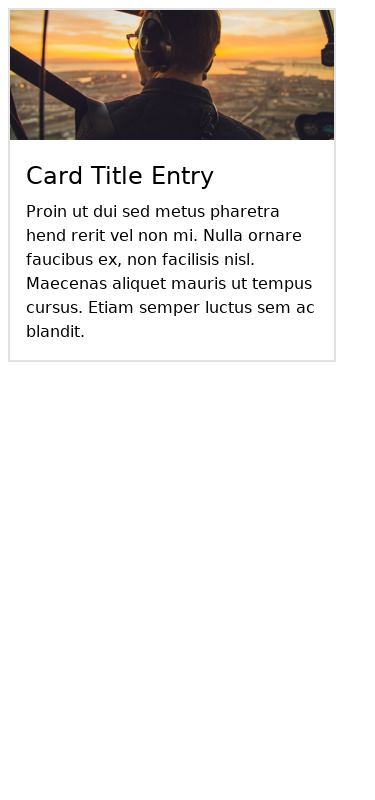 Card Title Entry
Proin ut dui sed metus pharetra
hend rerit vel non mi. Nulla ornare
faucibus ex, non facilisis nisl.
Maecenas aliquet mauris ut tempus
cursus. Etiam semper luctus sem ac
blandit.